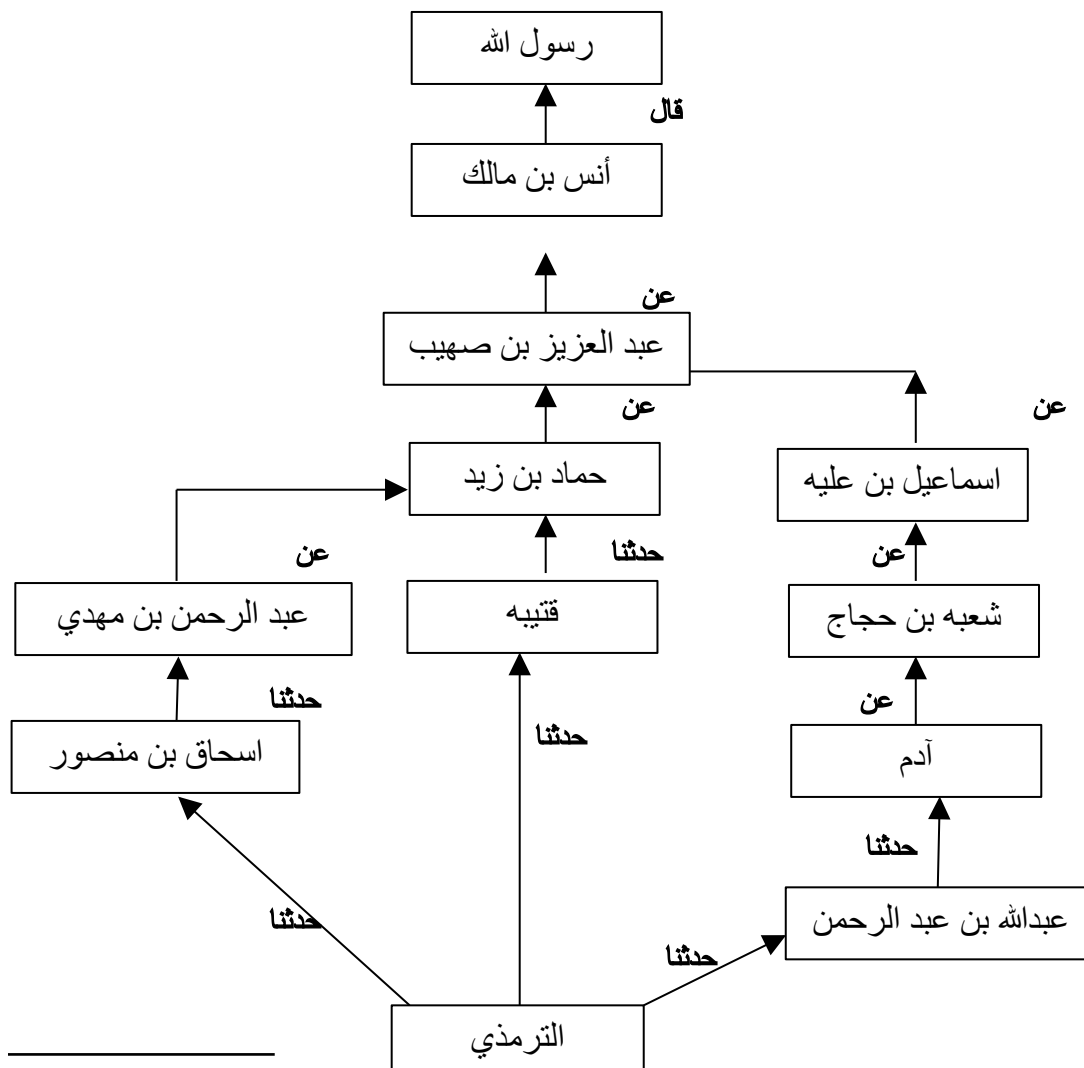 رسول الله
قال
أنس بن مالك
عن
عبد العزيز بن صهيب
عن
عن
حماد بن زيد
اسماعيل بن عليه
عن
حدثنا
عن
عبد الرحمن بن مهدي
قتيبه
شعبه بن حجاج
حدثنا
عن
اسحاق بن منصور
حدثنا
آدم
حدثنا
عبدالله بن عبد الرحمن
حدثنا
حدثنا
الترمذي